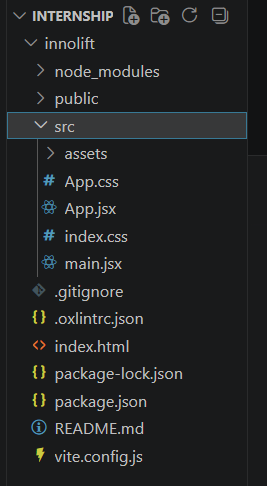 INTERNSHIP
innolift
node_modules
public
src
assets
App.css
App.jsx
index.css
main.jsx
.gitignore
.oxlintrc.json
index.html
package-lock.json
package.json
README.md
vite.config.js